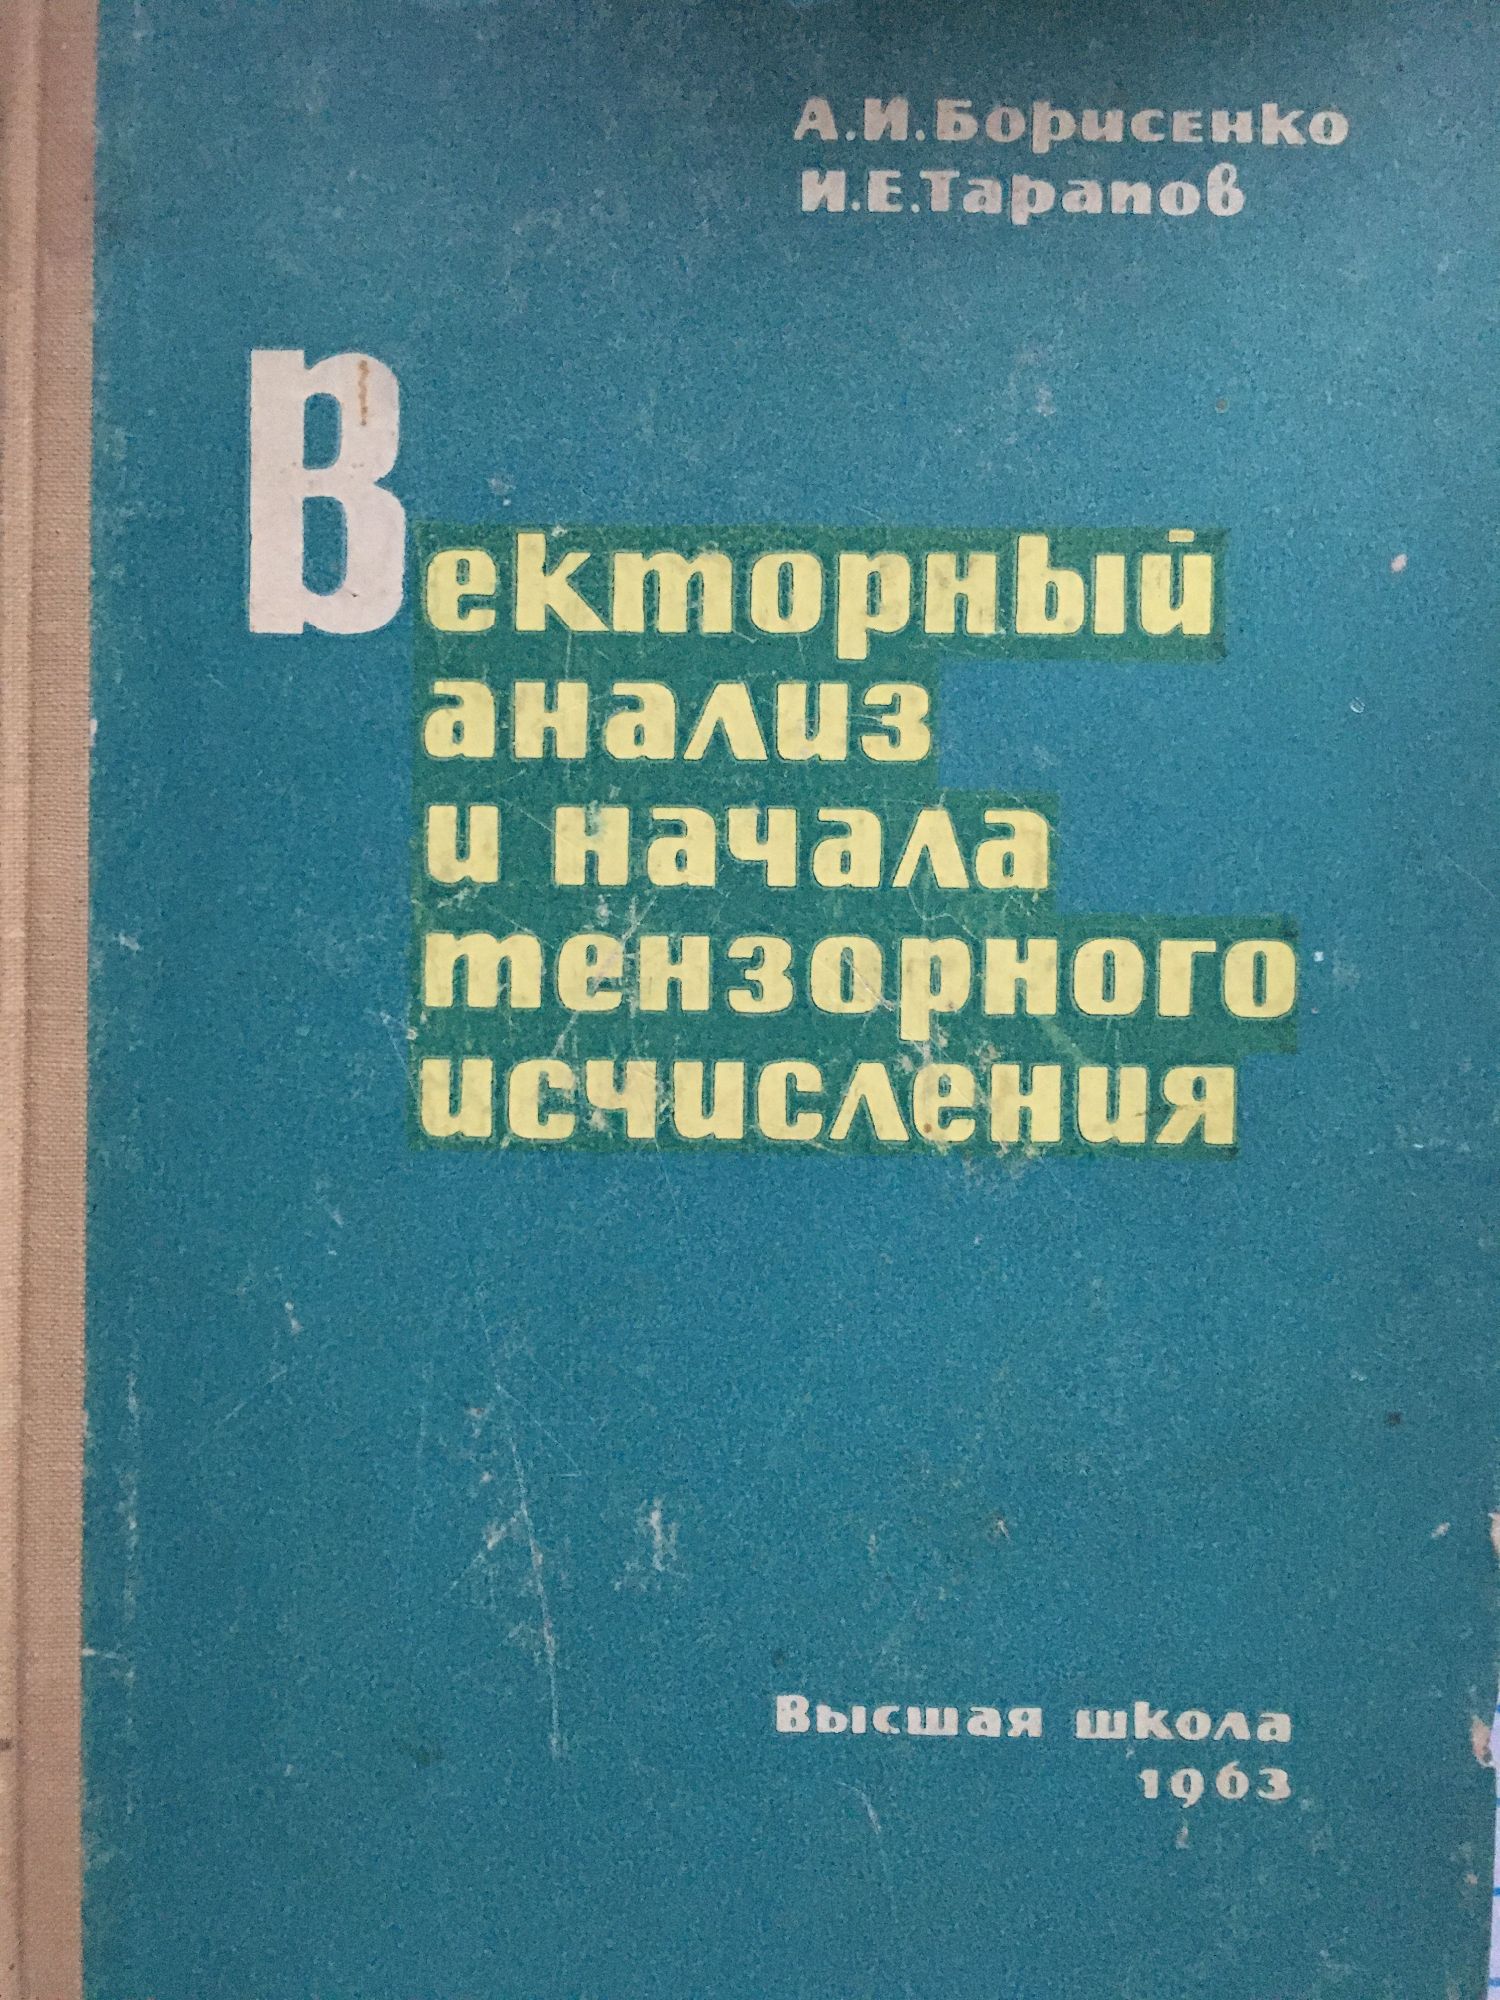 А.И.Борисенко
И.Е.Тарапов
Векторный
анализ
и начала
тензорного
исчисления
Высшая школа
1963